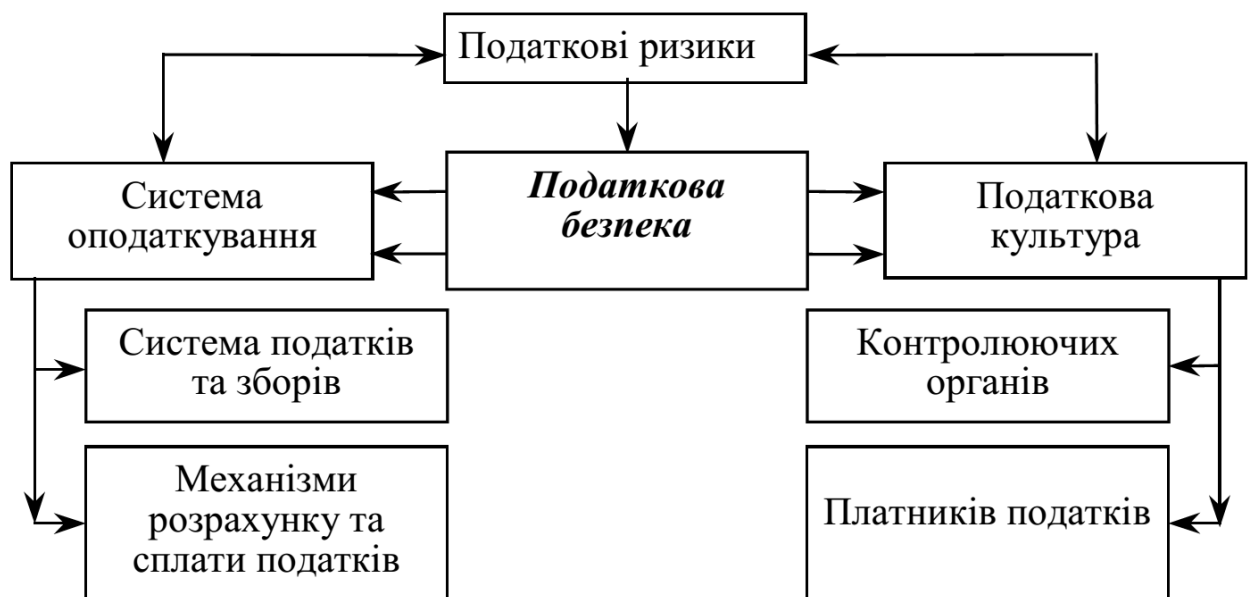 Податкові ризики
Система
оподаткування
Податкова
безпека
Податкова
культура
Система податків
та зборів
Контролюючих
органів
Механізми
розрахунку та
сплати податків
Платників податків